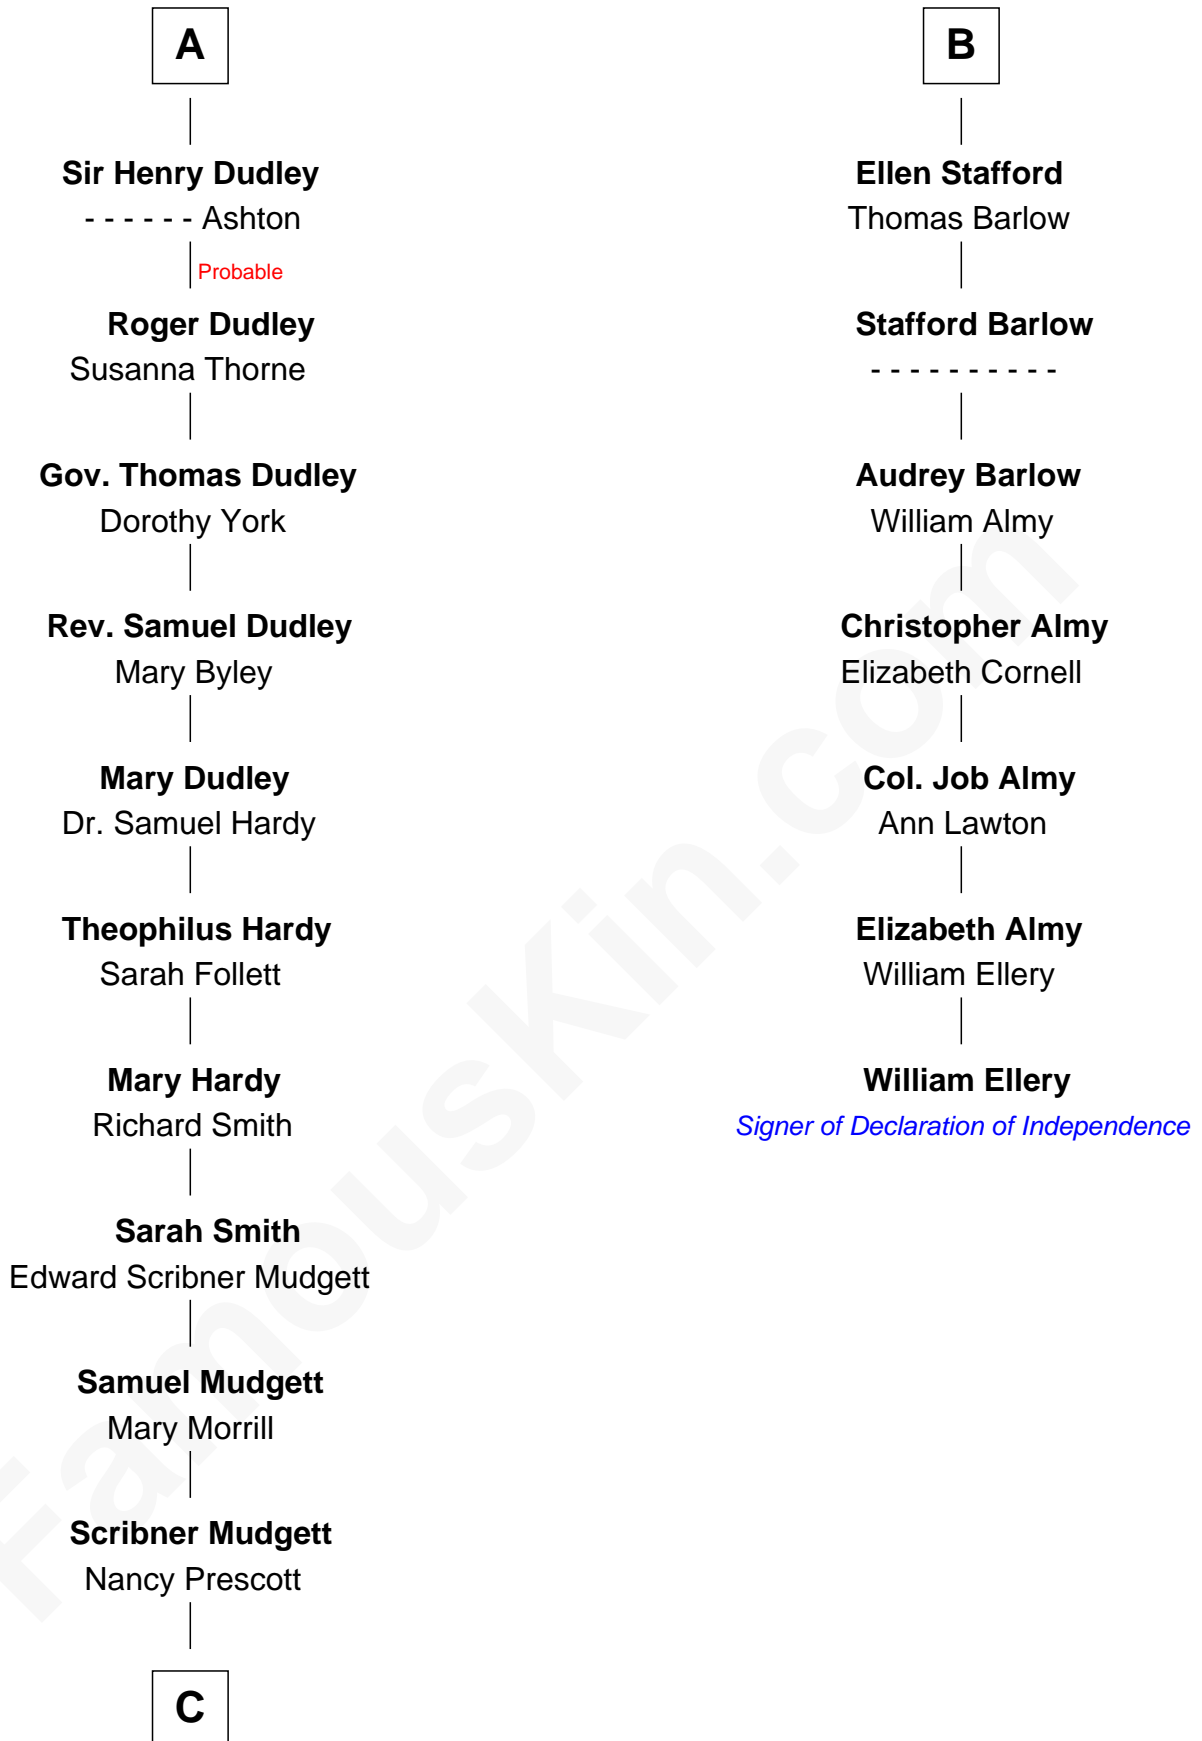 A
Sir Henry Dudley
- - - - - - Ashton
Probable
Roger Dudley
Susanna Thorne
Gov. Thomas Dudley
Dorothy York
Rev. Samuel Dudley
Mary Byley
Mary Dudley
Dr. Samuel Hardy
Theophilus Hardy
Sarah Follett
Mary Hardy
Richard Smith
Sarah Smith
Edward Scribner Mudgett
Samuel Mudgett
Mary Morrill
Scribner Mudgett
Nancy Prescott
C
B
Ellen Stafford
Thomas Barlow
Stafford Barlow
- - - - - - - - - -
Audrey Barlow
William Almy
Christopher Almy
Elizabeth Cornell
Col. Job Almy
Ann Lawton
Elizabeth Almy
William Ellery
William Ellery
Signer of Declaration of Independence
FamousKin.com